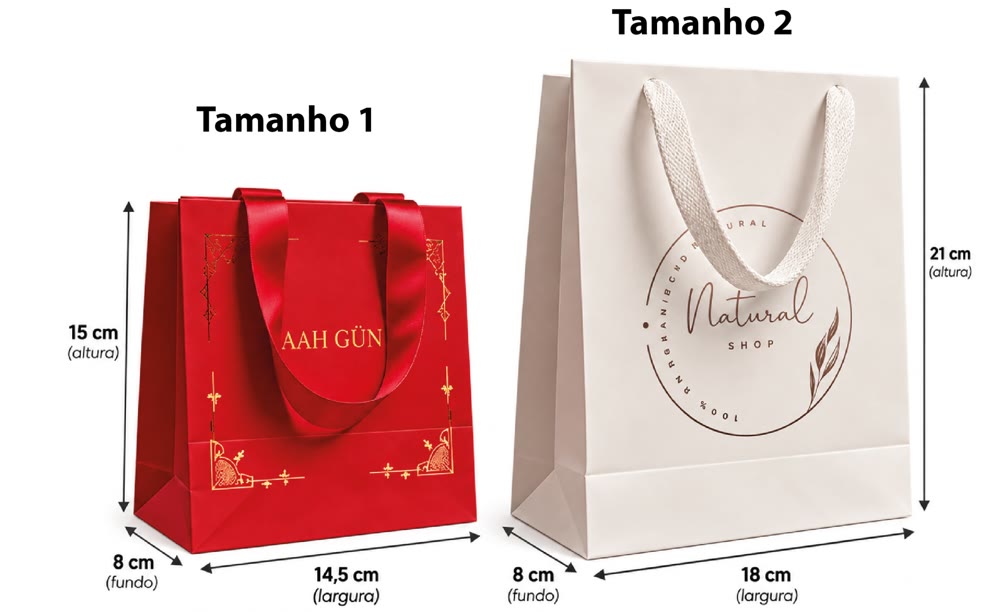 Tamanho 1
15 cm
(altura)
AAH GÜN
8 cm
(fundo)
14,5 cm
(largura)
Tamanho 2
21 cm
(altura)
Natural
SHOP
100%
8 cm
(fundo)
18 cm
(largura)